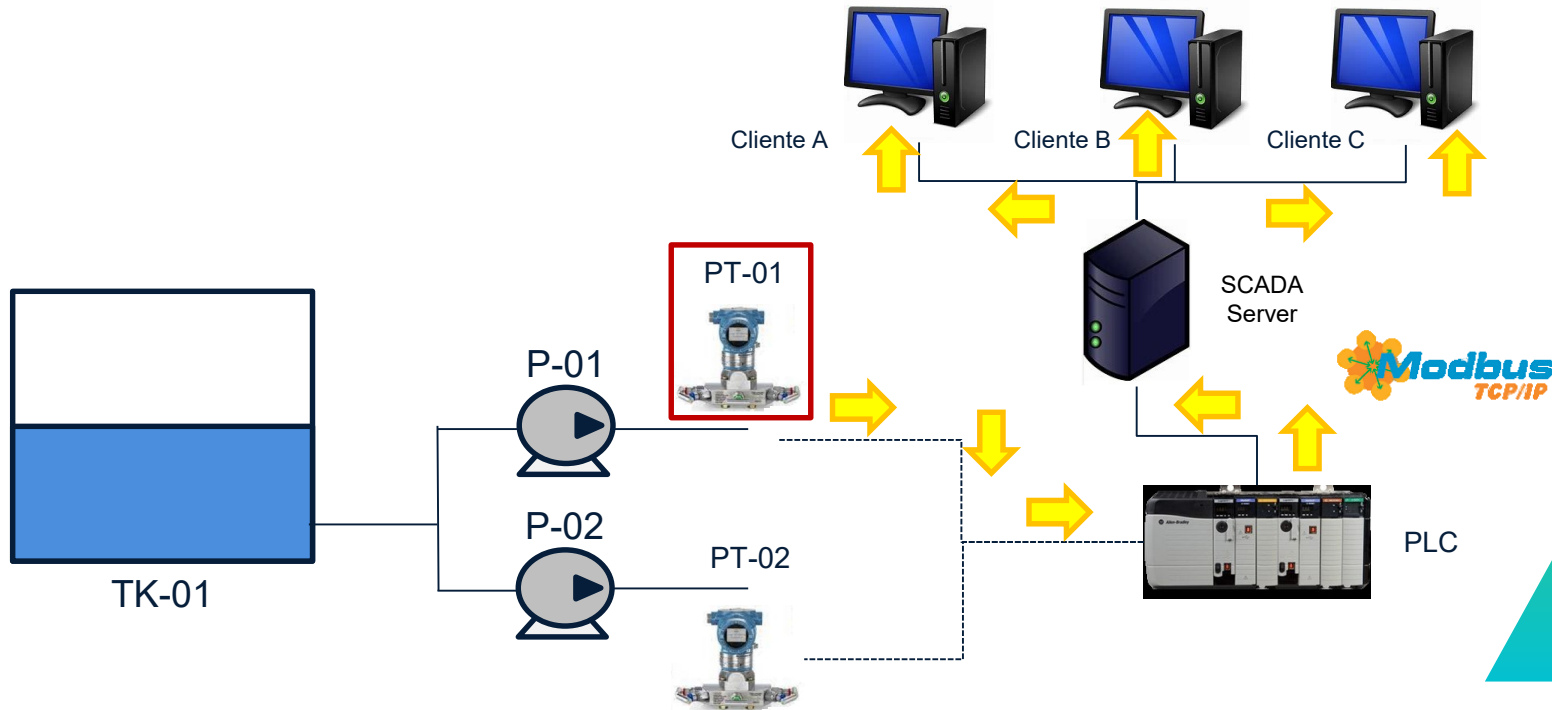 Cliente A
Cliente B
Cliente C
PT-01
SCADA
Server
Modbus
TCP/IP
P-01
P-02
PT-02
PLC
TK-01